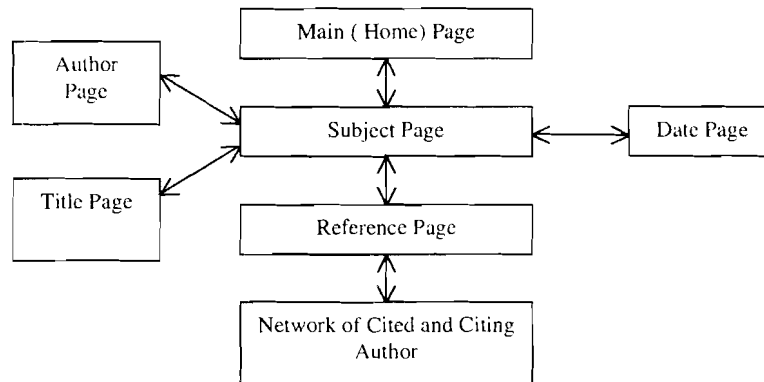 Main ( Home) Page
Author
Page
Subject Page
Date Page
Title Page
Reference Page
Network of Cited and Citing
Author